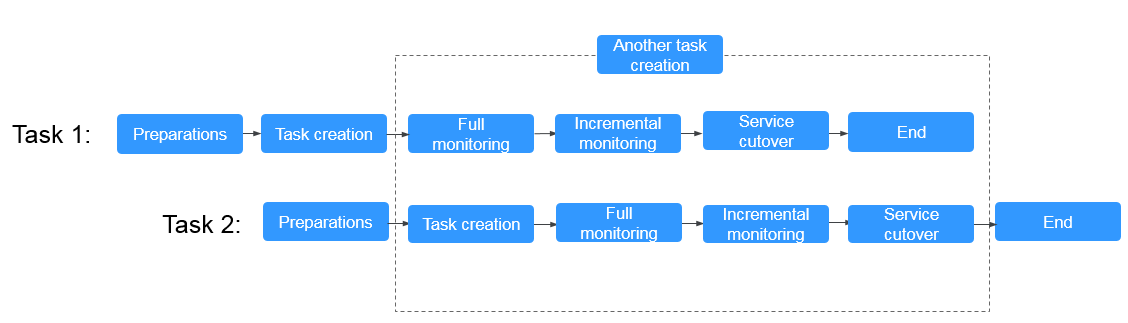 Another task
creation
Task 1:
Preparations
Task creation
Full
monitoring
Incremental
monitoring
Service
cutover
End
Task 2:
Preparations
Task creation
Full
monitoring
Incremental
monitoring
Service
cutover
End